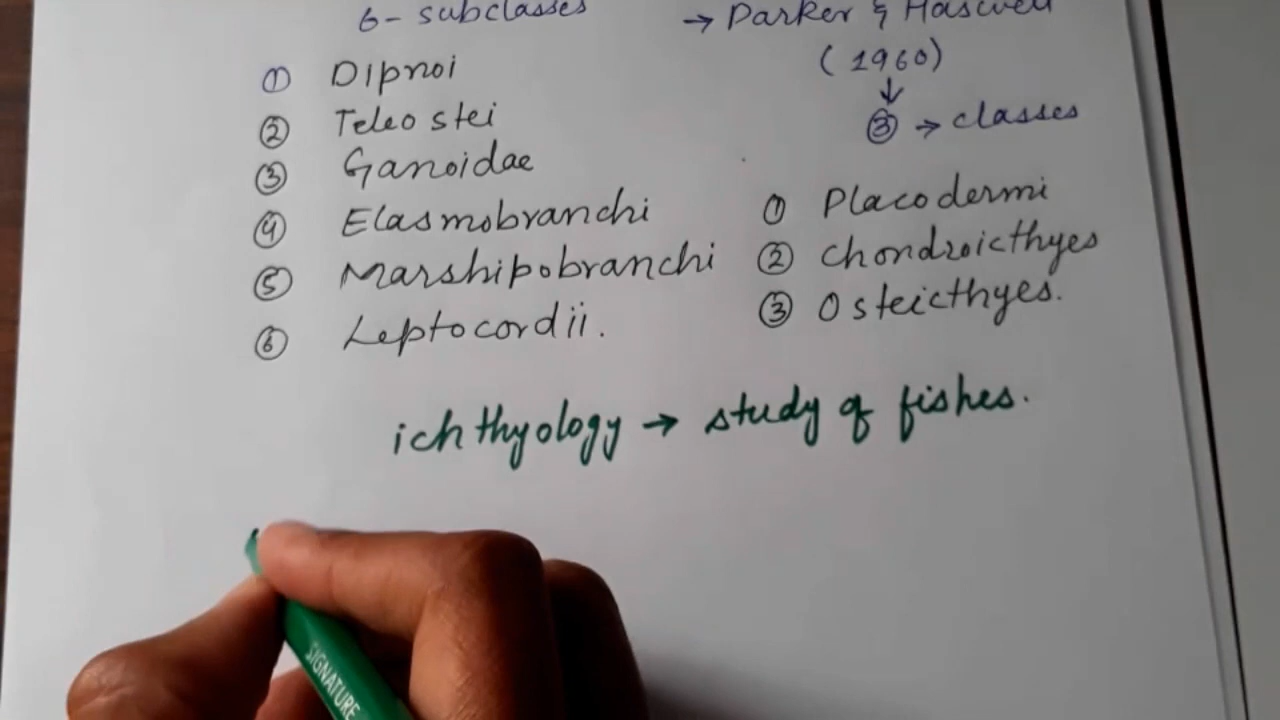 6- subclasses
① Dipnoi
② Teleostei
③ Ganoidae
④ Elasmobranchi
⑤ Marshipobranchi
⑥ Leptocordii.
→ Parker & Haswell
(1960)
↓
③ → classes
① Placodermi
② Chondroicthyes
③ Osteicthyes.
ichthyology → study of fishes.
SIGNATURE